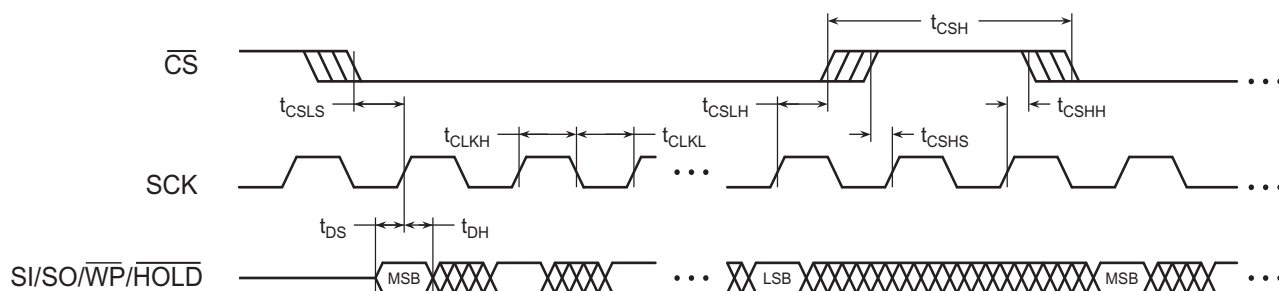 tCSH
CS
tCSLS
tCSLH
tCSHH
tCLKH
tCLKL
tCSHS
SCK
tDS
tDH
SI/SO/WP/HOLD
MSB
LSB
MSB